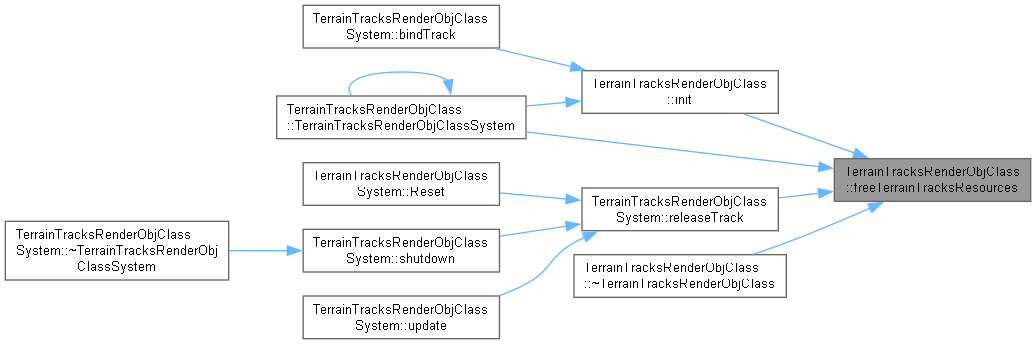 TerrainTracksRenderObjClass
System::bindTrack
TerrainTracksRenderObjClass
::init
TerrainTracksRenderObjClass
::TerrainTracksRenderObjClassSystem
TerrainTracksRenderObjClass
::freeTerrainTracksResources
TerrainTracksRenderObjClass
System::Reset
TerrainTracksRenderObjClass
System::releaseTrack
TerrainTracksRenderObjClass
System::~TerrainTracksRenderObj
ClassSystem
TerrainTracksRenderObjClass
System::shutdown
TerrainTracksRenderObjClass
::~TerrainTracksRenderObjClass
TerrainTracksRenderObjClass
System::update